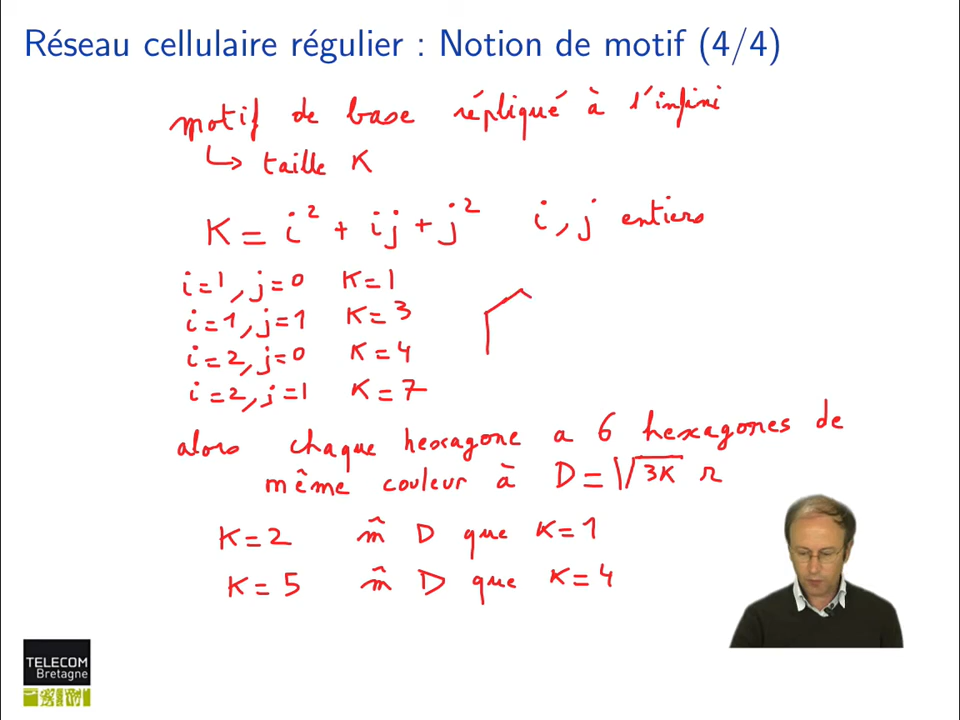 Réseau cellulaire régulier : Notion de motif (4/4)
motif de base répliqué à l'infini
↳ taille K
K = i² + ij + j² i, j entiers
i=1, j=0 K=1
i=1, j=1 K=3
i=2, j=0 K=4
i=2, j=1 K=7
alors chaque hexagone a 6 hexagones de
même couleur à D = √3K r
K=2 m̂ D que K=1
K=5 m̂ D que K=4
TELECOM
Bretagne